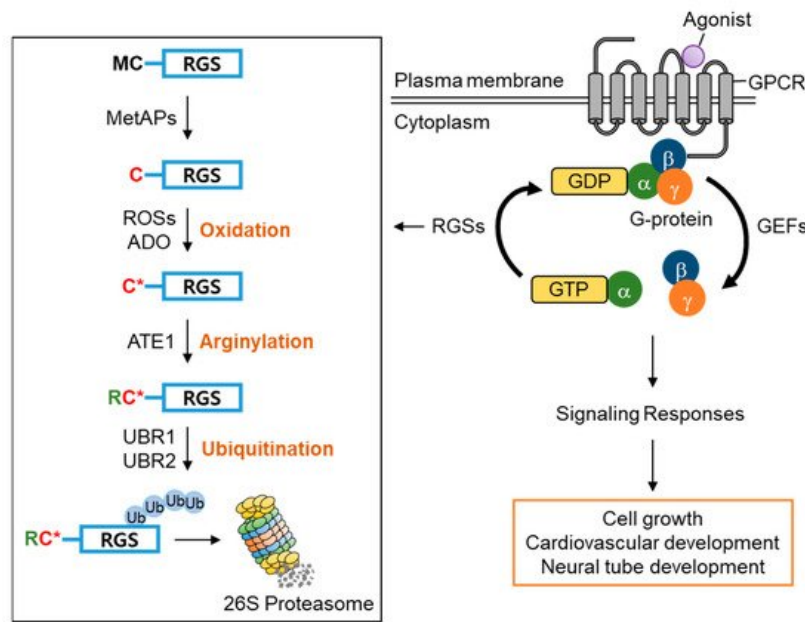 MC
RGS
MetAPs
C
RGS
ROSs
ADO
Oxidation
C*
RGS
ATE1
Arginylation
RC*
RGS
UBR1
UBR2
Ubiquitination
Ub Ub Ub Ub
RC*
RGS
26S Proteasome
Agonist
Plasma membrane
GPCR
Cytoplasm
β
GDP
α
γ
G-protein
RGSs
GEFs
GTP
α
β
γ
Signaling Responses
Cell growth
Cardiovascular development
Neural tube development